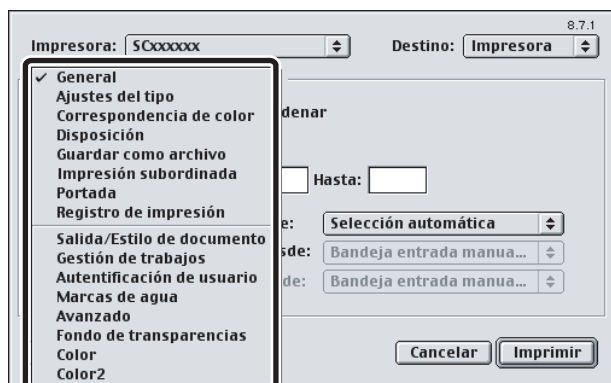 8.7.1
Impresora: SCxxxxxx Destino: Impresora
✓ General
Ajustes del tipo
Correspondencia de color
denar
Disposición
Guardar como archivo
Impresión subordinada
Hasta:
Portada
Registro de impresión
e: Selección automática
Salida/Estilo de documento
sde: Bandeja entrada manua...
Gestión de trabajos
Autentificación de usuario
de: Bandeja entrada manua...
Marcas de agua
Avanzado
Fondo de transparencias
Color
Cancelar Imprimir
Color2